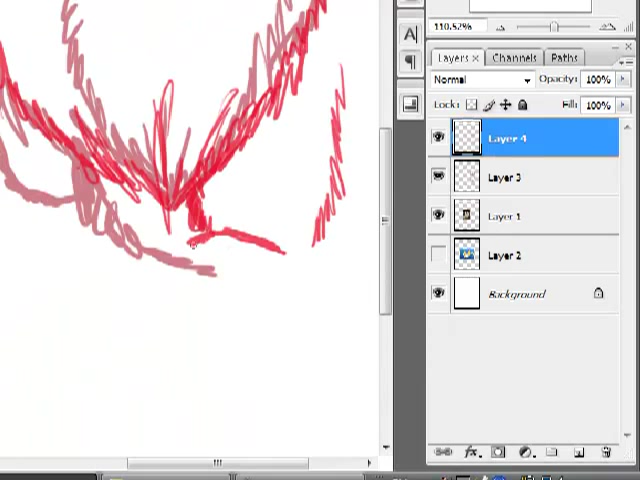 110.52%
A
Layers × Channels Paths
Normal Opacity: 100%
Lock: Fill: 100%
Layer 4
Layer 3
Layer 1
Layer 2
Background
fx.